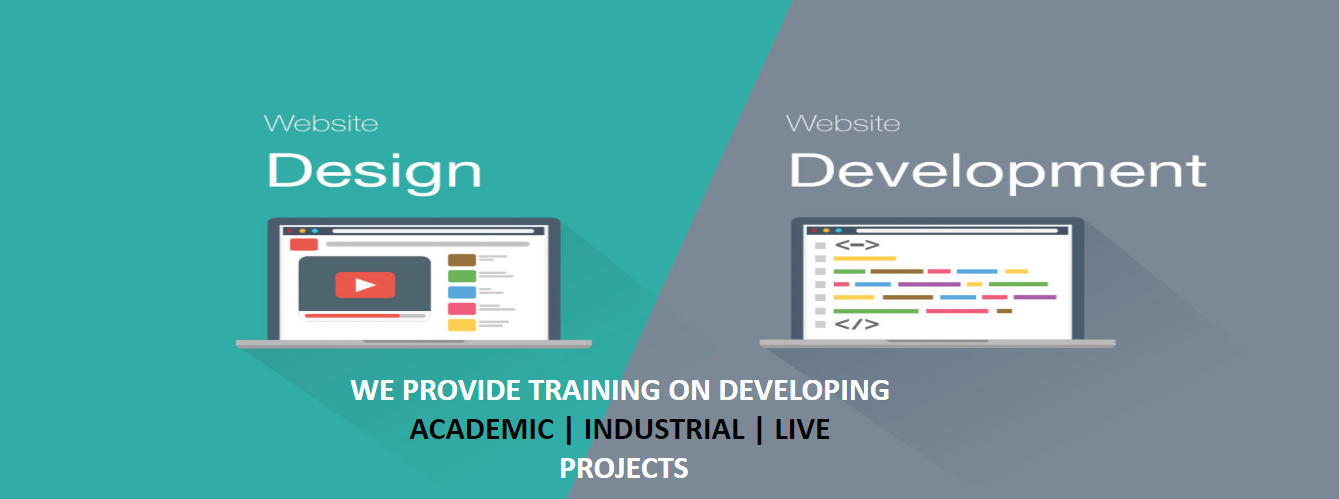 Website
Design
Website
Development
<->
</>
WE PROVIDE TRAINING ON DEVELOPING
ACADEMIC | INDUSTRIAL | LIVE
PROJECTS